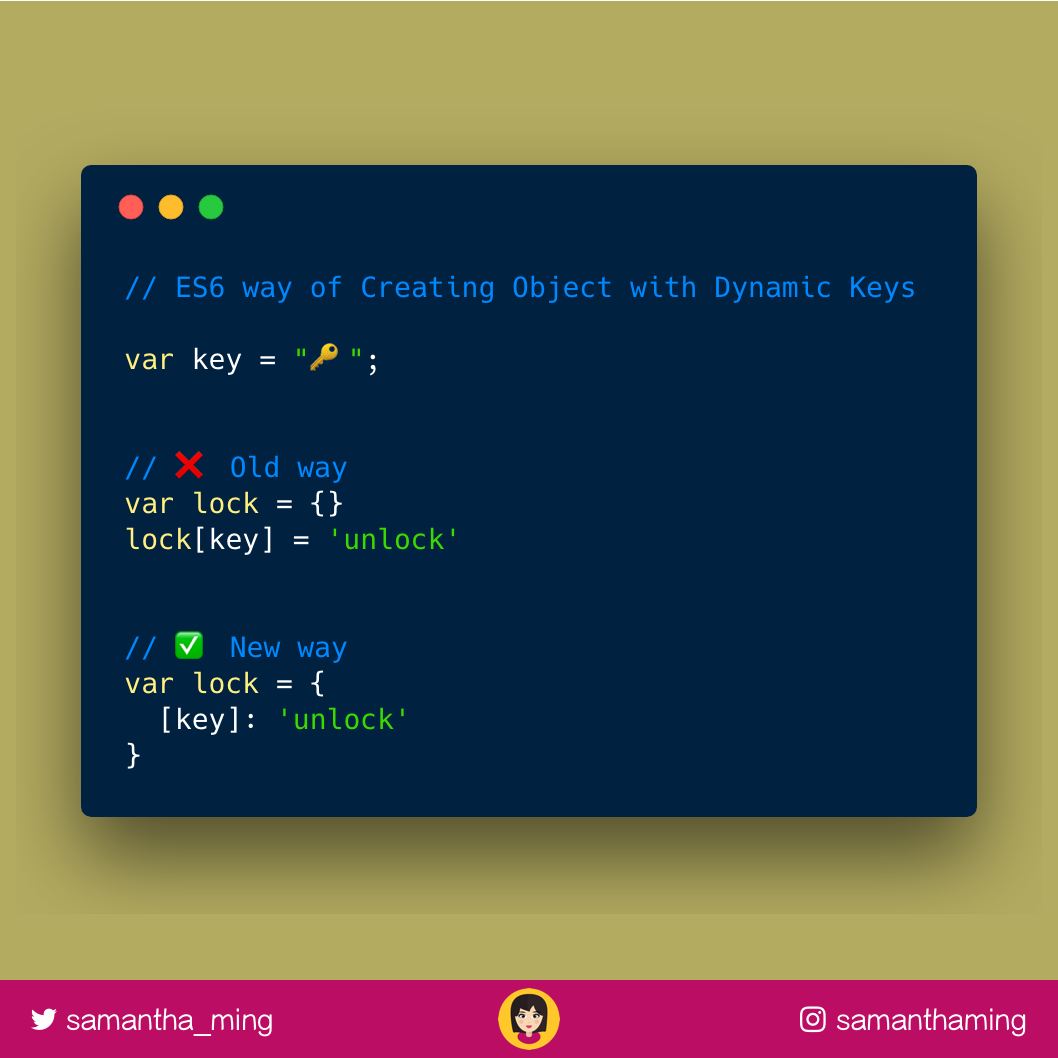 // ES6 way of Creating Object with Dynamic Keys
var key = "🔑 ";
// ❌ Old way
var lock = {}
lock[key] = 'unlock'
// ✅ New way
var lock = {
  [key]: 'unlock'
}
samantha_ming
samanthaming